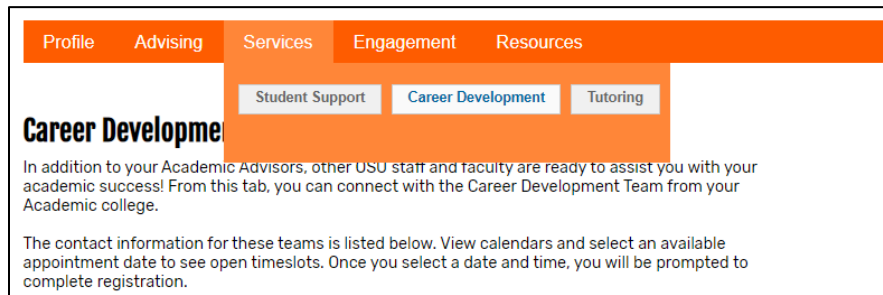 Profile Advising Services Engagement Resources
Student Support Career Development Tutoring
Career Developme
In addition to your Academic Advisors, other OSU staff and faculty are ready to assist you with your
academic success! From this tab, you can connect with the Career Development Team from your
Academic college.
The contact information for these teams is listed below. View calendars and select an available
appointment date to see open timeslots. Once you select a date and time, you will be prompted to
complete registration.